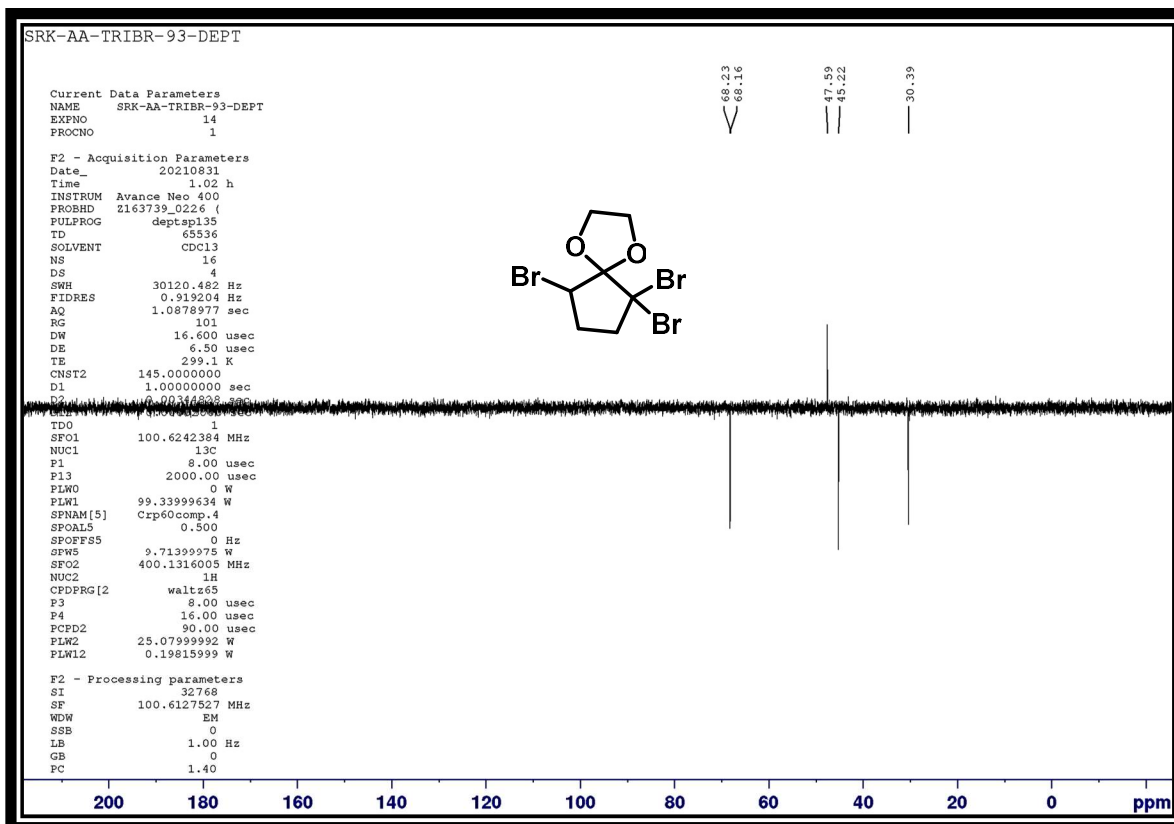 SRK-AA-TRIBR-93-DEPT
68.23
68.16
47.59
45.22
30.39
Current Data Parameters
NAME SRK-AA-TRIBR-93-DEPT
EXPNO 14
PROCNO 1
F2 - Acquisition Parameters
Date_ 20210831
Time 1.02 h
INSTRUM Avance Neo 400
PROBHD Z163739_0226 (
PULPROG deptsp135
TD 65536
SOLVENT CDCl3
NS 16
DS 4
SWH 30120.482 Hz
FIDRES 0.919204 Hz
AQ 1.0878977 sec
RG 101
DW 16.600 usec
DE 6.50 usec
TE 299.1 K
CNST2 145.0000000
D1 1.00000000 sec
D2 0.00344828 sec
TD0 1
SFO1 100.6242384 MHz
NUC1 13C
P1 8.00 usec
P13 2000.00 usec
PLW0 0 W
PLW1 99.33999634 W
SPNAM[5] Crp60comp.4
SPOAL5 0.500
SPOFFS5 0 Hz
SPW5 9.71399975 W
SFO2 400.1316005 MHz
NUC2 1H
CPDPRG[2 waltz65
P3 8.00 usec
P4 16.00 usec
PCPD2 90.00 usec
PLW2 25.07999992 W
PLW12 0.19815999 W
F2 - Processing parameters
SI 32768
SF 100.6127527 MHz
WDW EM
SSB 0
LB 1.00 Hz
GB 0
PC 1.40
O O
Br Br
Br
200 180 160 140 120 100 80 60 40 20 0 ppm